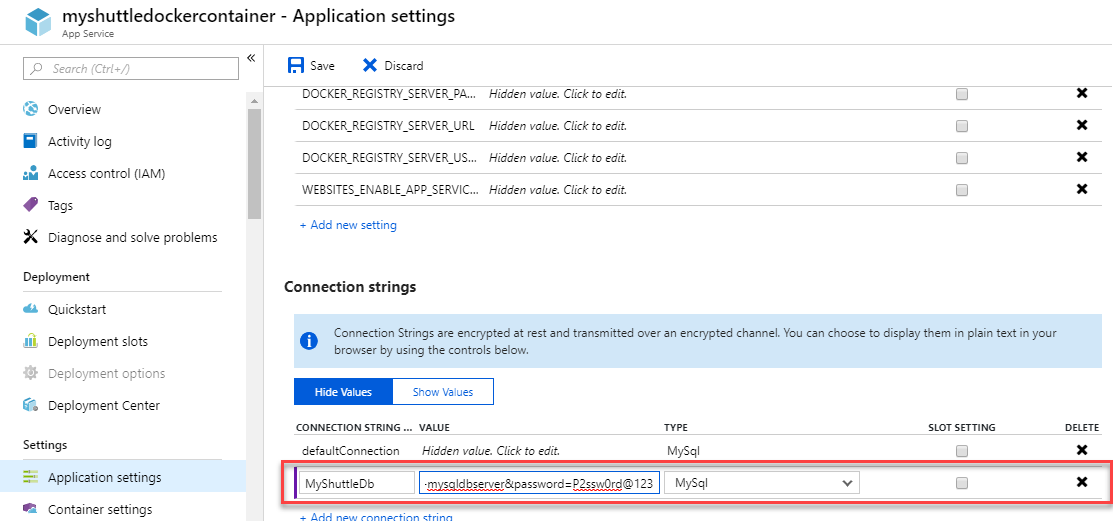 myshuttledockercontainer - Application settings
App Service
Search (Ctrl+/)
«
Overview
Activity log
Access control (IAM)
Tags
Diagnose and solve problems
Deployment
Quickstart
Deployment slots
Deployment options
Deployment Center
Settings
Application settings
Container settings
Save Discard
DOCKER_REGISTRY_SERVER_PA... Hidden value. Click to edit.
DOCKER_REGISTRY_SERVER_URL Hidden value. Click to edit.
DOCKER_REGISTRY_SERVER_US... Hidden value. Click to edit.
WEBSITES_ENABLE_APP_SERVIC... Hidden value. Click to edit.
+ Add new setting
Connection strings
Connection Strings are encrypted at rest and transmitted over an encrypted channel. You can choose to display them in plain text in your
browser by using the controls below.
Hide Values Show Values
CONNECTION STRING ... VALUE TYPE SLOT SETTING DELETE
defaultConnection Hidden value. Click to edit. MySql
MyShuttleDb -mysqldbserver&password=P2ssw0rd@123 MySql
+ Add new connection string